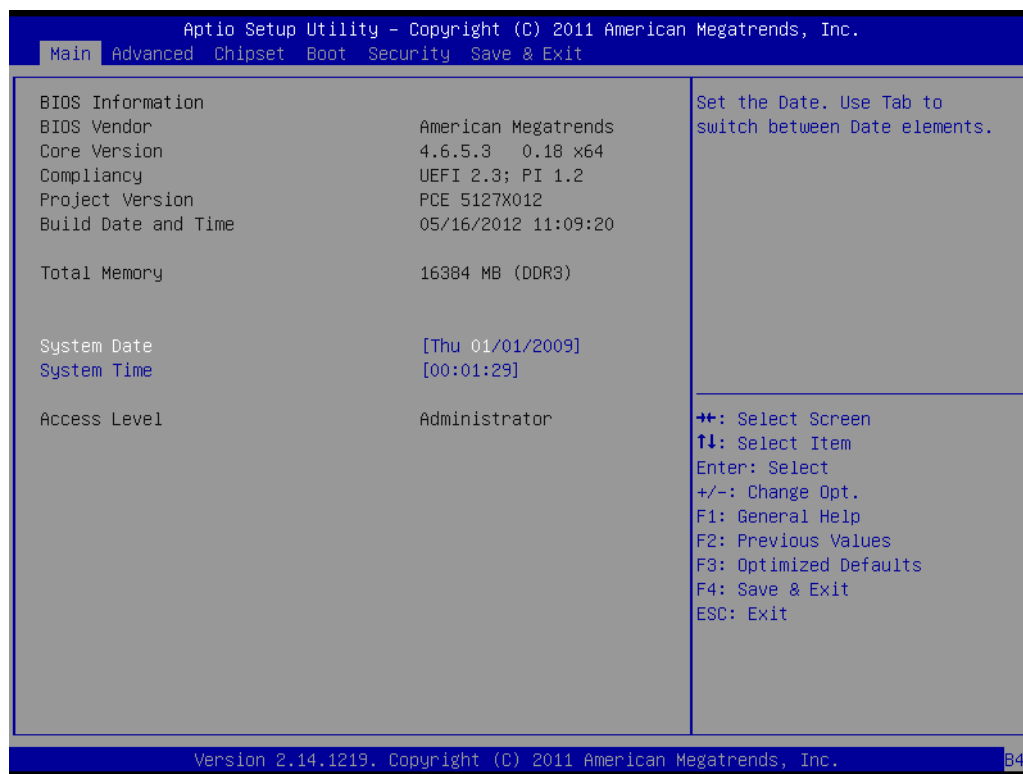 Aptio Setup Utility – Copyright (C) 2011 American Megatrends, Inc.
Main Advanced Chipset Boot Security Save & Exit
BIOS Information
BIOS Vendor American Megatrends
Core Version 4.6.5.3 0.18 x64
Compliancy UEFI 2.3; PI 1.2
Project Version PCE 5127X012
Build Date and Time 05/16/2012 11:09:20
Total Memory 16384 MB (DDR3)
System Date [Thu 01/01/2009]
System Time [00:01:29]
Access Level Administrator
Set the Date. Use Tab to
switch between Date elements.
→←: Select Screen
↑↓: Select Item
Enter: Select
+/-: Change Opt.
F1: General Help
F2: Previous Values
F3: Optimized Defaults
F4: Save & Exit
ESC: Exit
Version 2.14.1219. Copyright (C) 2011 American Megatrends, Inc.
B4